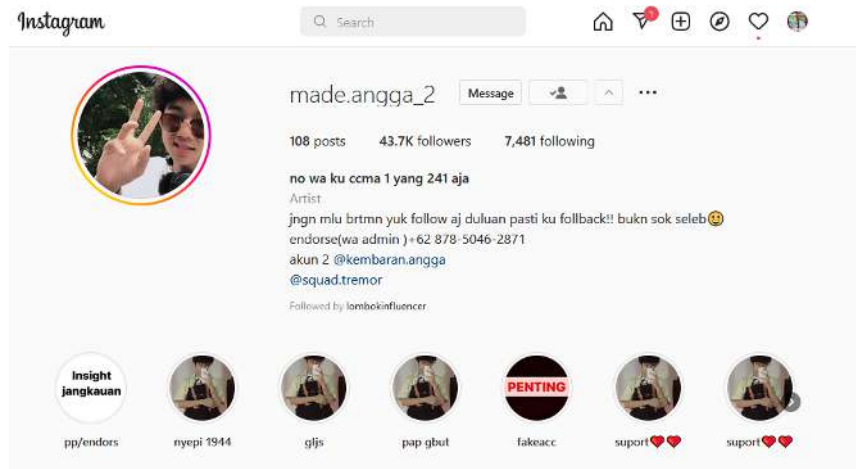 Instagram
Search
1
made.angga_2 Message
108 posts 43.7K followers 7,481 following
no wa ku ccma 1 yang 241 aja
Artist
jngn mlu brtmn yuk follow aj duluan pasti ku follback!! bukn sok seleb
endorse(wa admin )+62 878-5046-2871
akun 2 @kembaran.angga
@squad.tremor
Followed by lombokinfluencer
Insight
jangkauan
PENTING
pp/endors nyepi 1944 gljs pap gbut fakeacc suport❤❤ suport❤❤